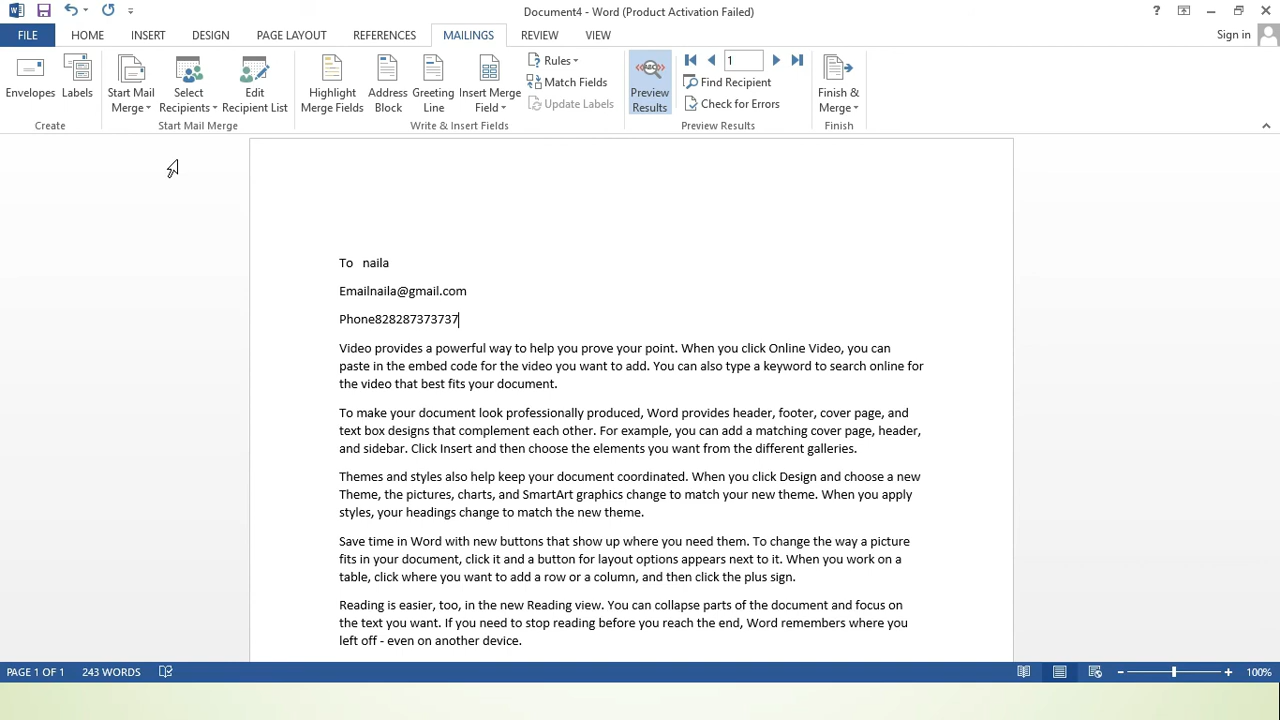 Document4 - Word (Product Activation Failed)
FILE HOME INSERT DESIGN PAGE LAYOUT REFERENCES MAILINGS REVIEW VIEW Sign in
Envelopes Labels
Create
Start Mail Merge Select Recipients Edit Recipient List
Start Mail Merge
Highlight Merge Fields Address Block Greeting Line Insert Merge Field Rules Match Fields Update Labels
Write & Insert Fields
ABC
Preview Results 1 Find Recipient Check for Errors
Preview Results
Finish & Merge
Finish
To naila
Emailnaila@gmail.com
Phone828287373737
Video provides a powerful way to help you prove your point. When you click Online Video, you can
paste in the embed code for the video you want to add. You can also type a keyword to search online for
the video that best fits your document.
To make your document look professionally produced, Word provides header, footer, cover page, and
text box designs that complement each other. For example, you can add a matching cover page, header,
and sidebar. Click Insert and then choose the elements you want from the different galleries.
Themes and styles also help keep your document coordinated. When you click Design and choose a new
Theme, the pictures, charts, and SmartArt graphics change to match your new theme. When you apply
styles, your headings change to match the new theme.
Save time in Word with new buttons that show up where you need them. To change the way a picture
fits in your document, click it and a button for layout options appears next to it. When you work on a
table, click where you want to add a row or a column, and then click the plus sign.
Reading is easier, too, in the new Reading view. You can collapse parts of the document and focus on
the text you want. If you need to stop reading before you reach the end, Word remembers where you
left off - even on another device.
PAGE 1 OF 1 243 WORDS 100%